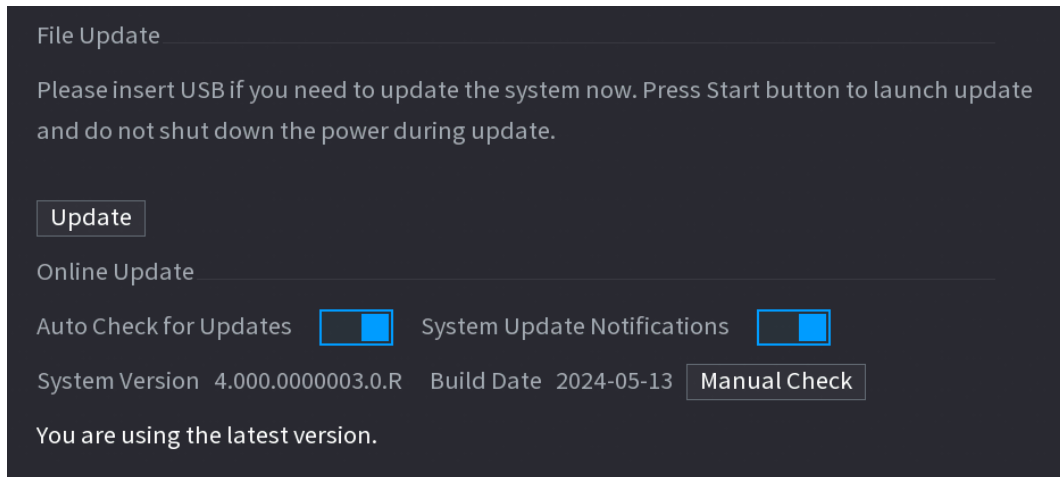 File Update
Please insert USB if you need to update the system now. Press Start button to launch update
and do not shut down the power during update.
Update
Online Update
Auto Check for Updates System Update Notifications
System Version 4.000.0000003.0.R Build Date 2024-05-13 Manual Check
You are using the latest version.